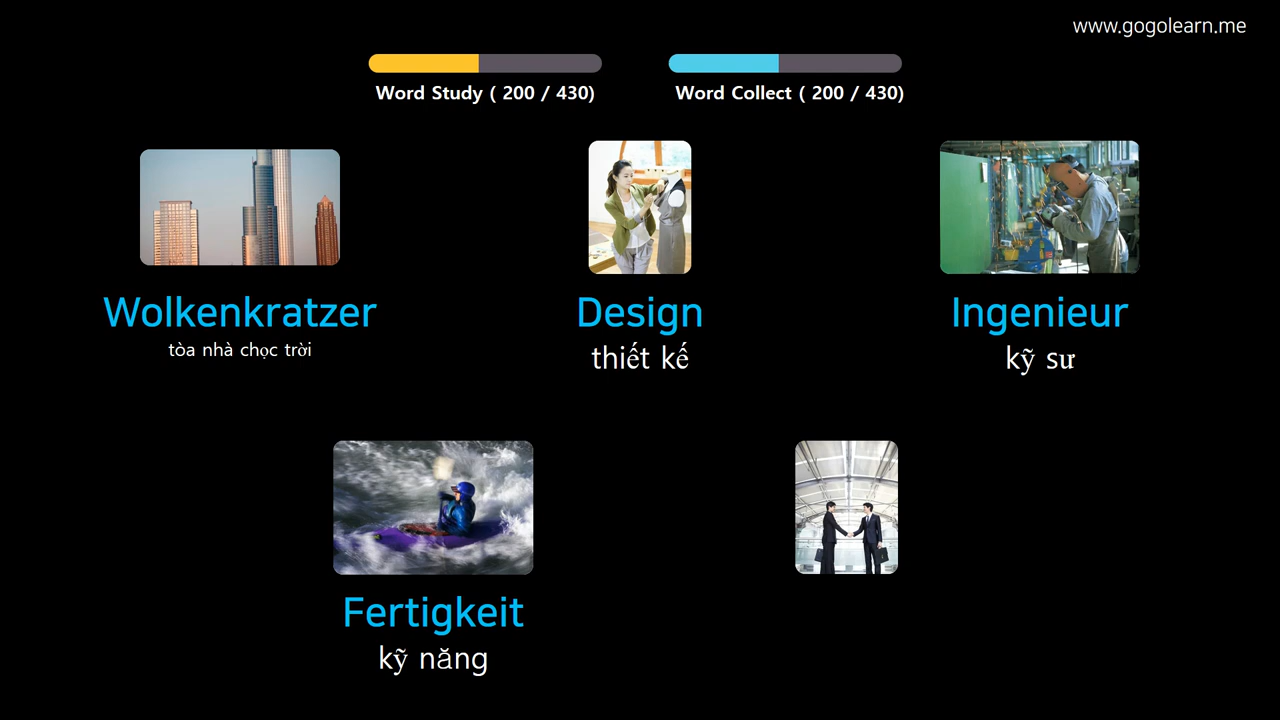 www.gogolearn.me
Word Study ( 200 / 430)
Word Collect ( 200 / 430)
Wolkenkratzer
tòa nhà chọc trời
Design
thiết kế
Ingenieur
kỹ sư
Fertigkeit
kỹ năng